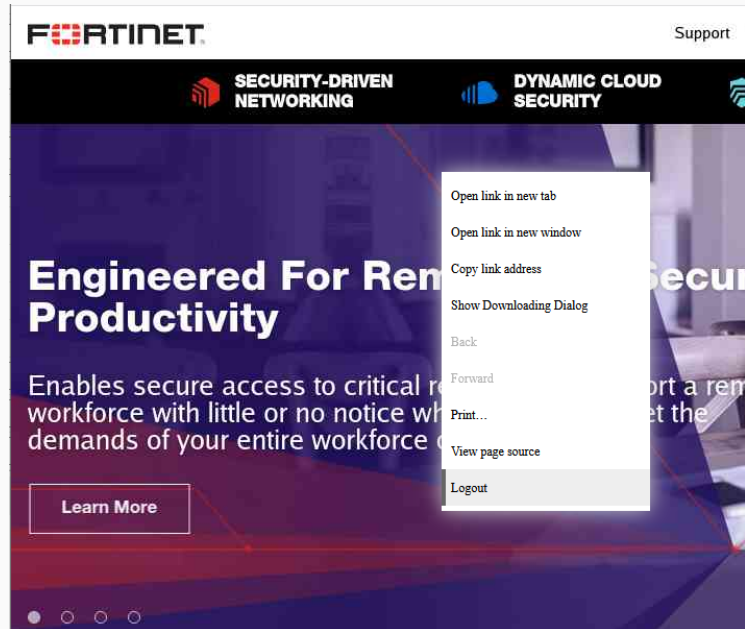 FORTINET
Support
SECURITY-DRIVEN
NETWORKING
DYNAMIC CLOUD
SECURITY
Engineered For
Productivity
Enables secure access to critical
workforce with little or no notice
demands of your entire workforce
Learn More
Open link in new tab
Open link in new window
Copy link address
Show Downloading Dialog
Back
Forward
Print...
View page source
Logout
a
the